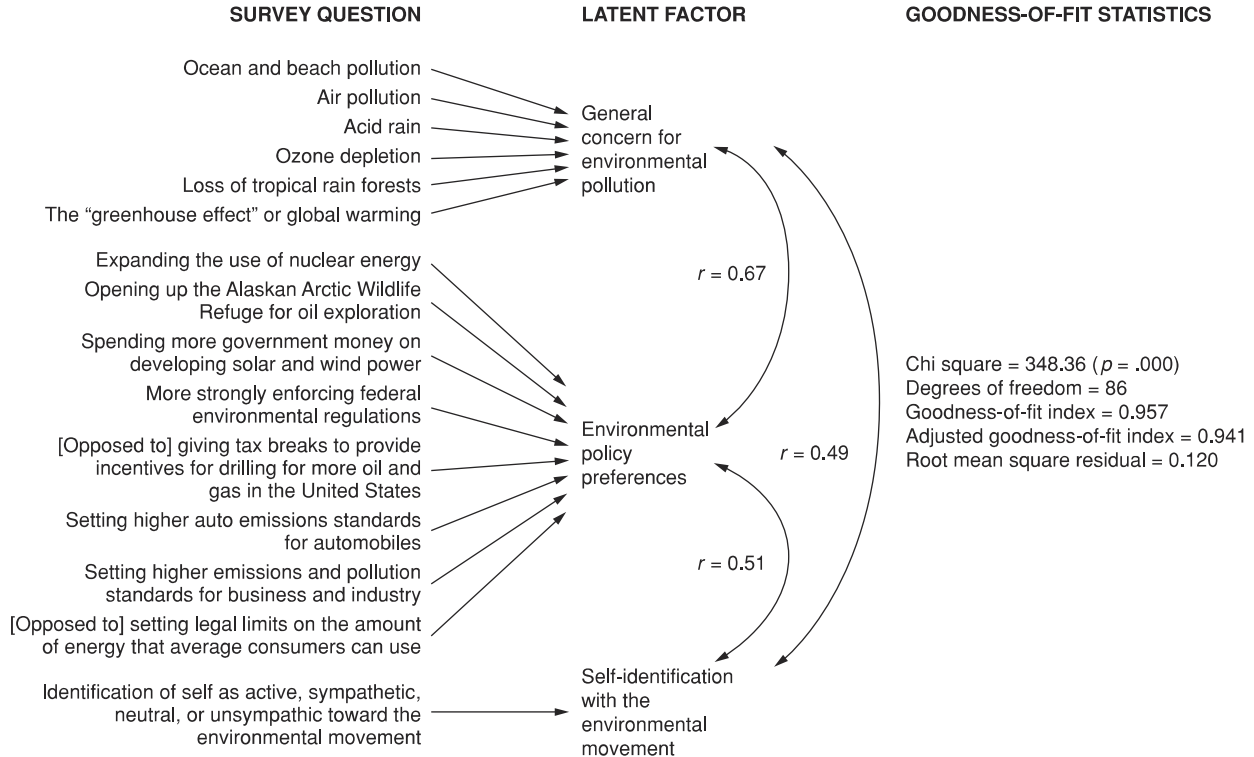 SURVEY QUESTION
LATENT FACTOR
GOODNESS-OF-FIT STATISTICS
Ocean and beach pollution
Air pollution
Acid rain
Ozone depletion
Loss of tropical rain forests
The “greenhouse effect” or global warming
General
concern for
environmental
pollution
Expanding the use of nuclear energy
Opening up the Alaskan Arctic Wildlife
Refuge for oil exploration
Spending more government money on
developing solar and wind power
More strongly enforcing federal
environmental regulations
[Opposed to] giving tax breaks to provide
incentives for drilling for more oil and
gas in the United States
Setting higher auto emissions standards
for automobiles
Setting higher emissions and pollution
standards for business and industry
[Opposed to] setting legal limits on the amount
of energy that average consumers can use
Environmental
policy
preferences
Identification of self as active, sympathetic,
neutral, or unsympathic toward the
environmental movement
Self-identification
with the
environmental
movement
r = 0.67
r = 0.49
r = 0.51
Chi square = 348.36 (p = .000)
Degrees of freedom = 86
Goodness-of-fit index = 0.957
Adjusted goodness-of-fit index = 0.941
Root mean square residual = 0.120